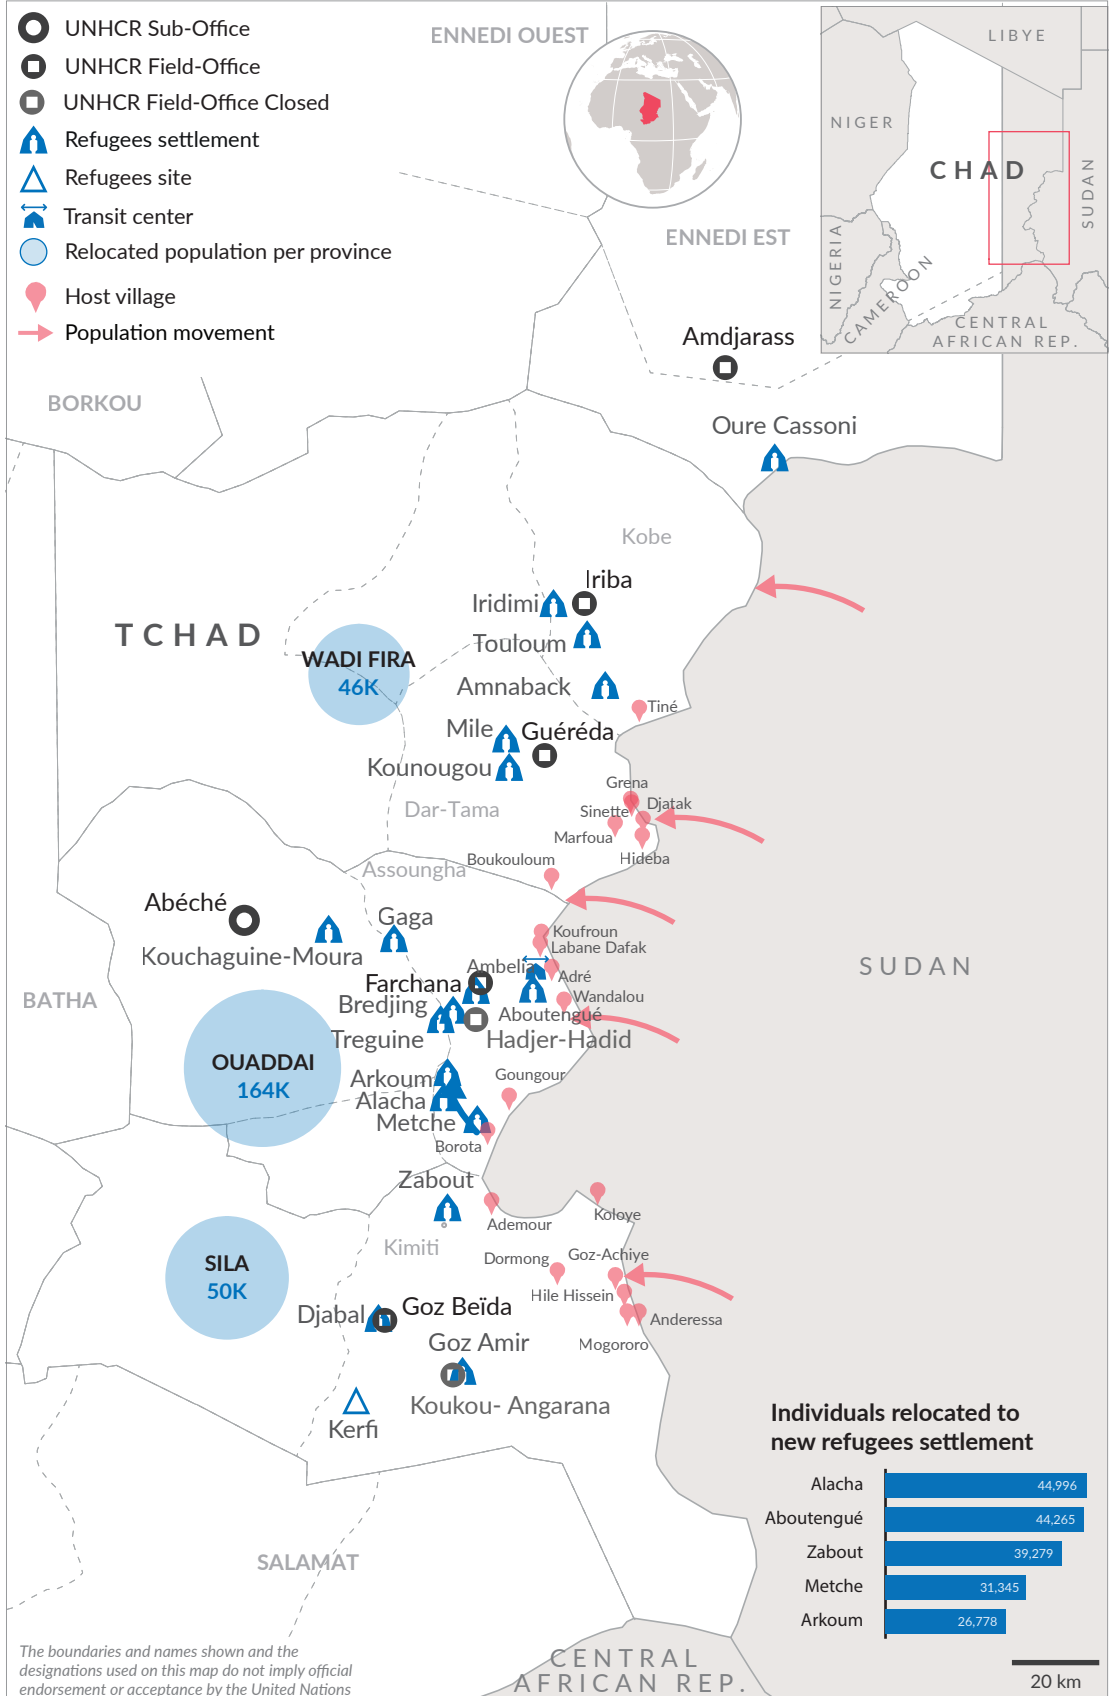 UNHCR Sub-Office
UNHCR Field-Office
UNHCR Field-Office Closed
Refugees settlement
Refugees site
Transit center
Relocated population per province
Host village
Population movement
ENNEDI OUEST
LIBYE
NIGER
CHAD
SUDAN
NIGERIA
CAMEROON
CENTRAL
AFRICAN REP.
ENNEDI EST
Amdjarass
BORKOU
Oure Cassoni
Kobe
Iriba
Iridimi
TCHAD
Touloum
WADI FIRA
46K
Amnaback
Tiné
Mile
Guéréda
Kounougou
Grena
Dar-Tama
Sinette
Djatak
Marfoua
Hideba
Boukouloum
Assoungha
Abéché
Gaga
Koufroun
Labane Dafak
Kouchaguine-Moura
Ambelia
Adré
Farchana
Wandalou
BATHA
Bredjing
Aboutengué
Treguine
Hadjer-Hadid
SUDAN
OUADDAI
164K
Arkoum
Goungour
Alacha
Metche
Borota
Zabout
Ademour
Koloye
Kimiti
Dormong
Goz-Achiye
SILA
50K
Hile Hissein
Djabal
Goz Beïda
Anderessa
Goz Amir
Mogororo
Koukou- Angarana
Kerfi
Individuals relocated to
new refugees settlement
Alacha 44,996
Aboutengué 44,265
Zabout 39,279
Metche 31,345
Arkoum 26,778
SALAMAT
The boundaries and names shown and the
designations used on this map do not imply official
endorsement or acceptance by the United Nations
CENTRAL
AFRICAN REP.
20 km